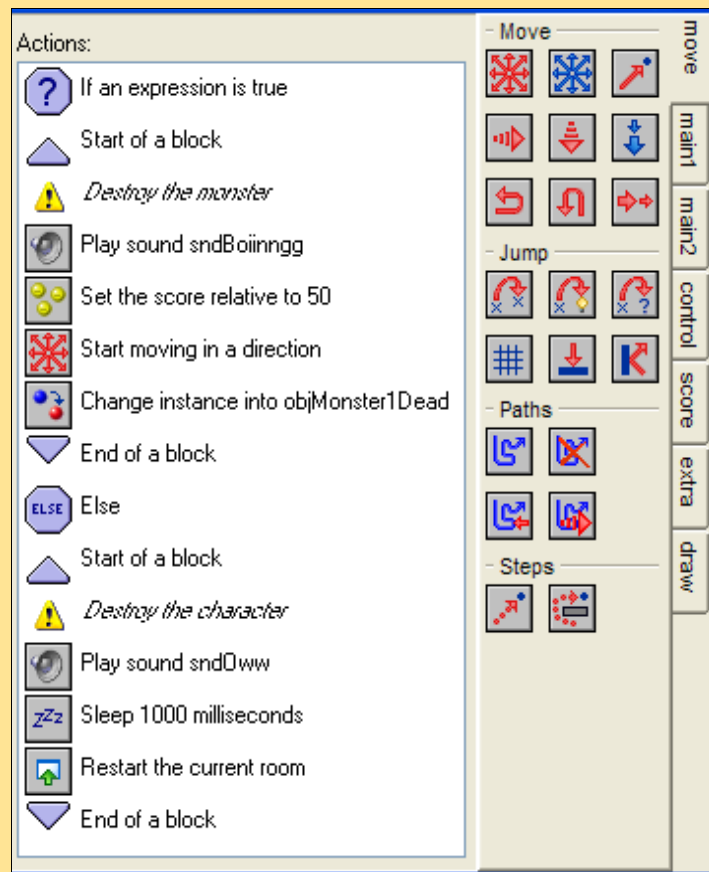 Actions:
?
If an expression is true
Start of a block
Destroy the monster
Play sound sndBoiinngg
Set the score relative to 50
Start moving in a direction
Change instance into objMonster1Dead
End of a block
ELSE
Else
Start of a block
Destroy the character
Play sound sndOww
zZz
Sleep 1000 milliseconds
Restart the current room
End of a block
Move
Jump
x x
x
x ?
Paths
Steps
move
main1
main2
control
score
extra
draw